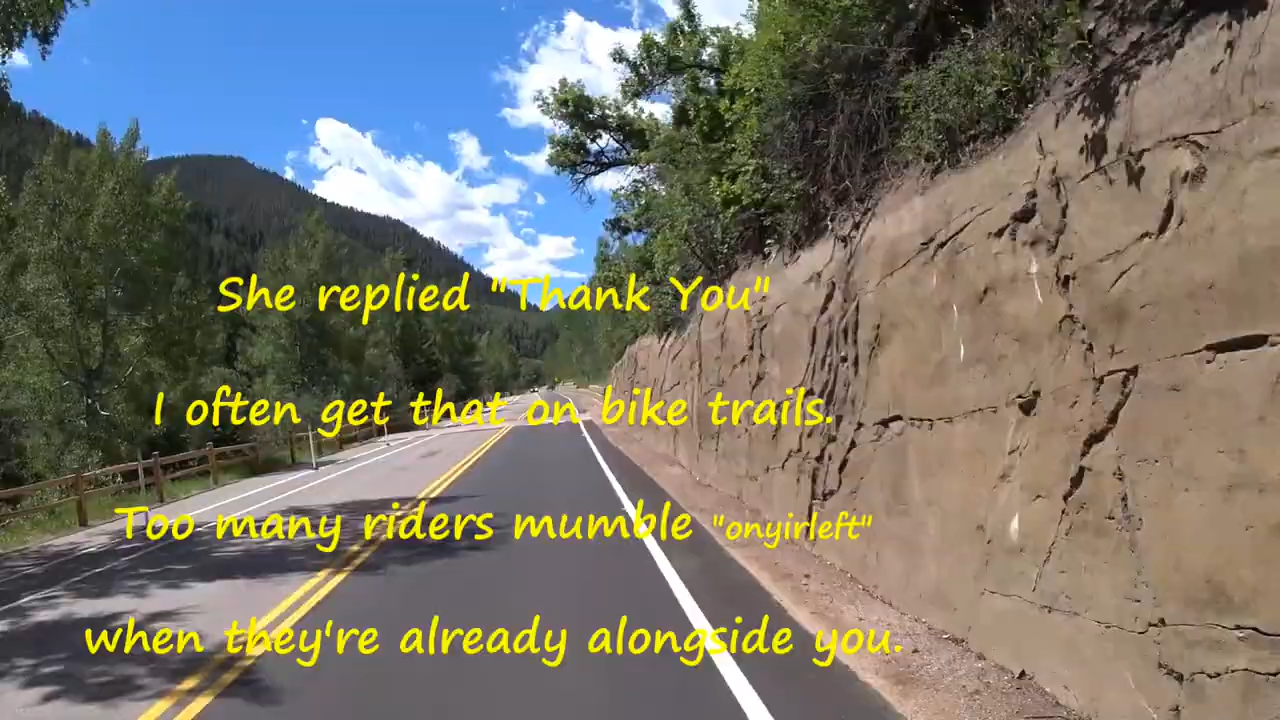 She replied "Thank You"
I often get that on bike trails.
Too many riders mumble "onyirleft"
when they're already alongside you.